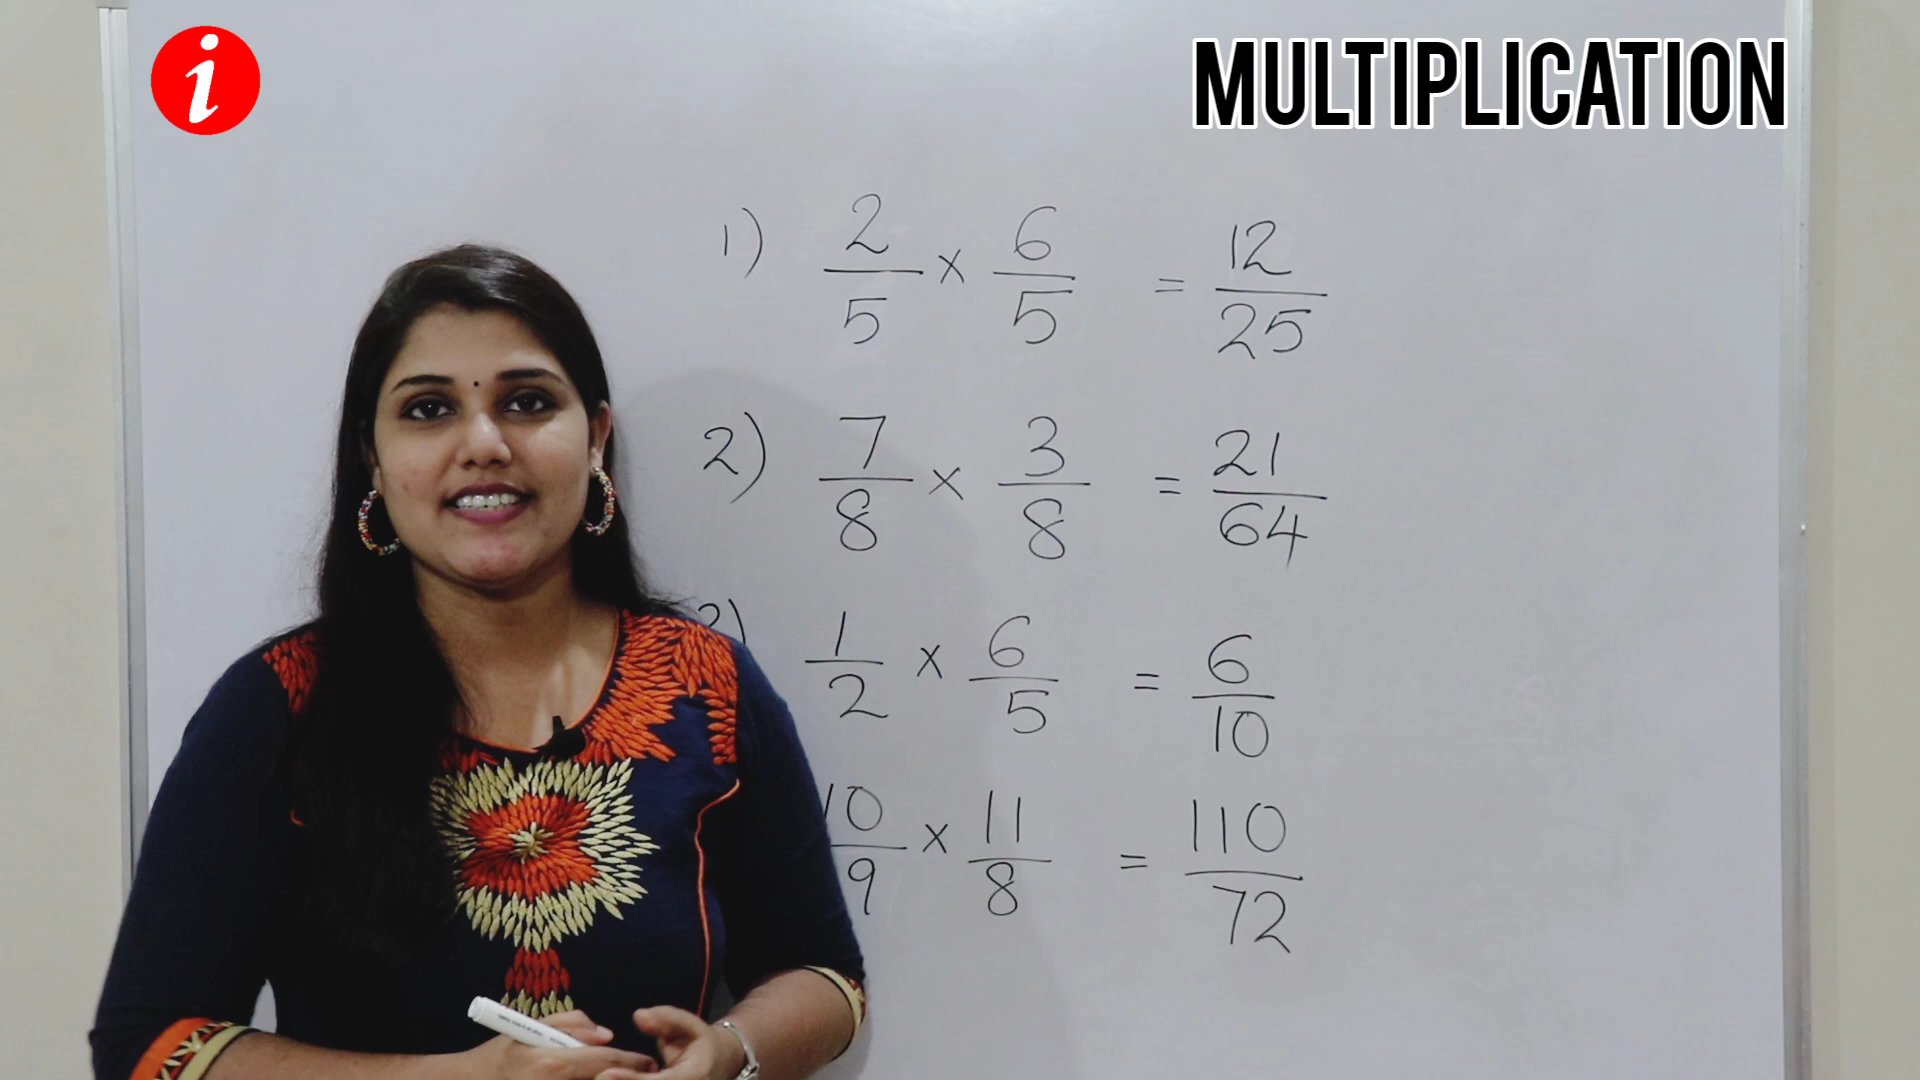 i
MULTIPLICATION
1) 2/5 x 6/5 = 12/25
2) 7/8 x 3/8 = 21/64
3) 1/2 x 6/5 = 6/10
10/9 x 11/8 = 110/72